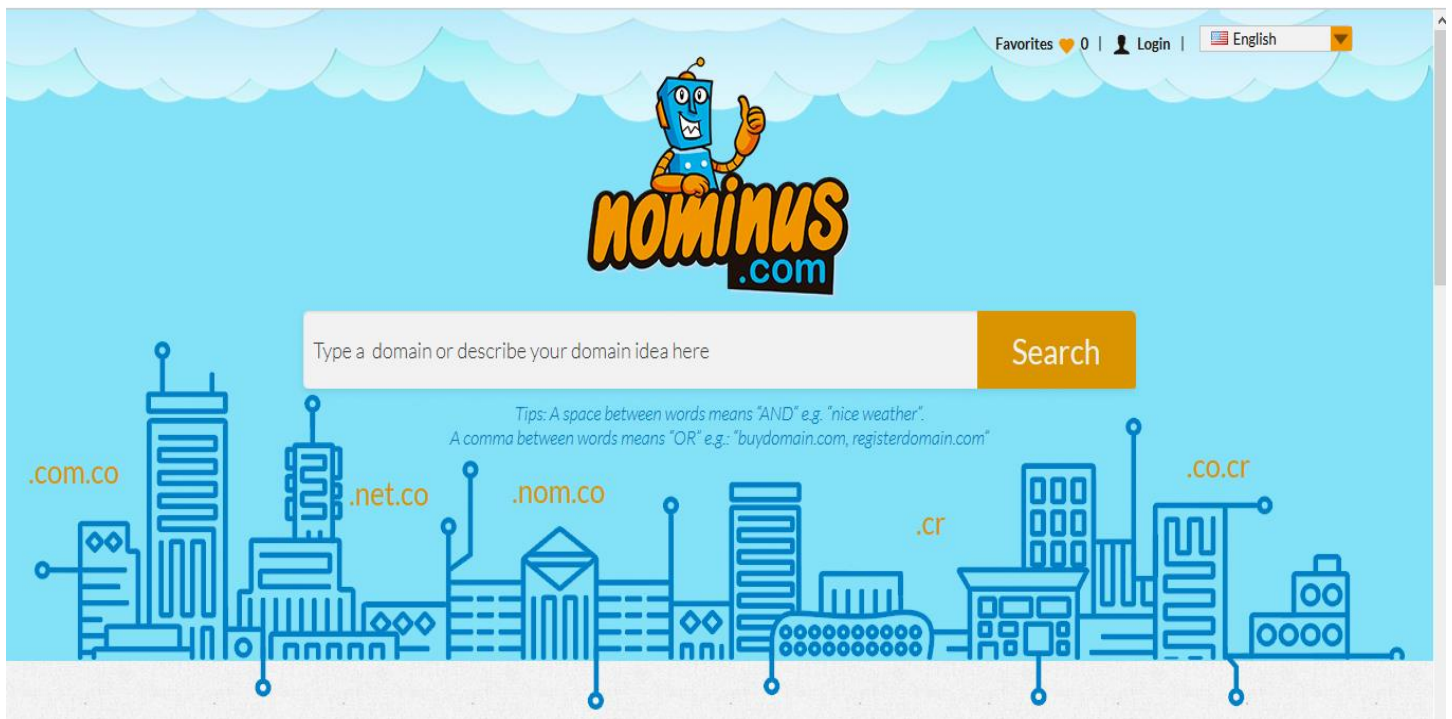 Favorites 0 | Login | English
nominus
.com
Type a domain or describe your domain idea here
Search
Tips: A space between words means "AND" e.g. "nice weather".
A comma between words means "OR" e.g.: "buydomain.com, registerdomain.com"
.com.co
.net.co
.nom.co
.cr
.co.cr